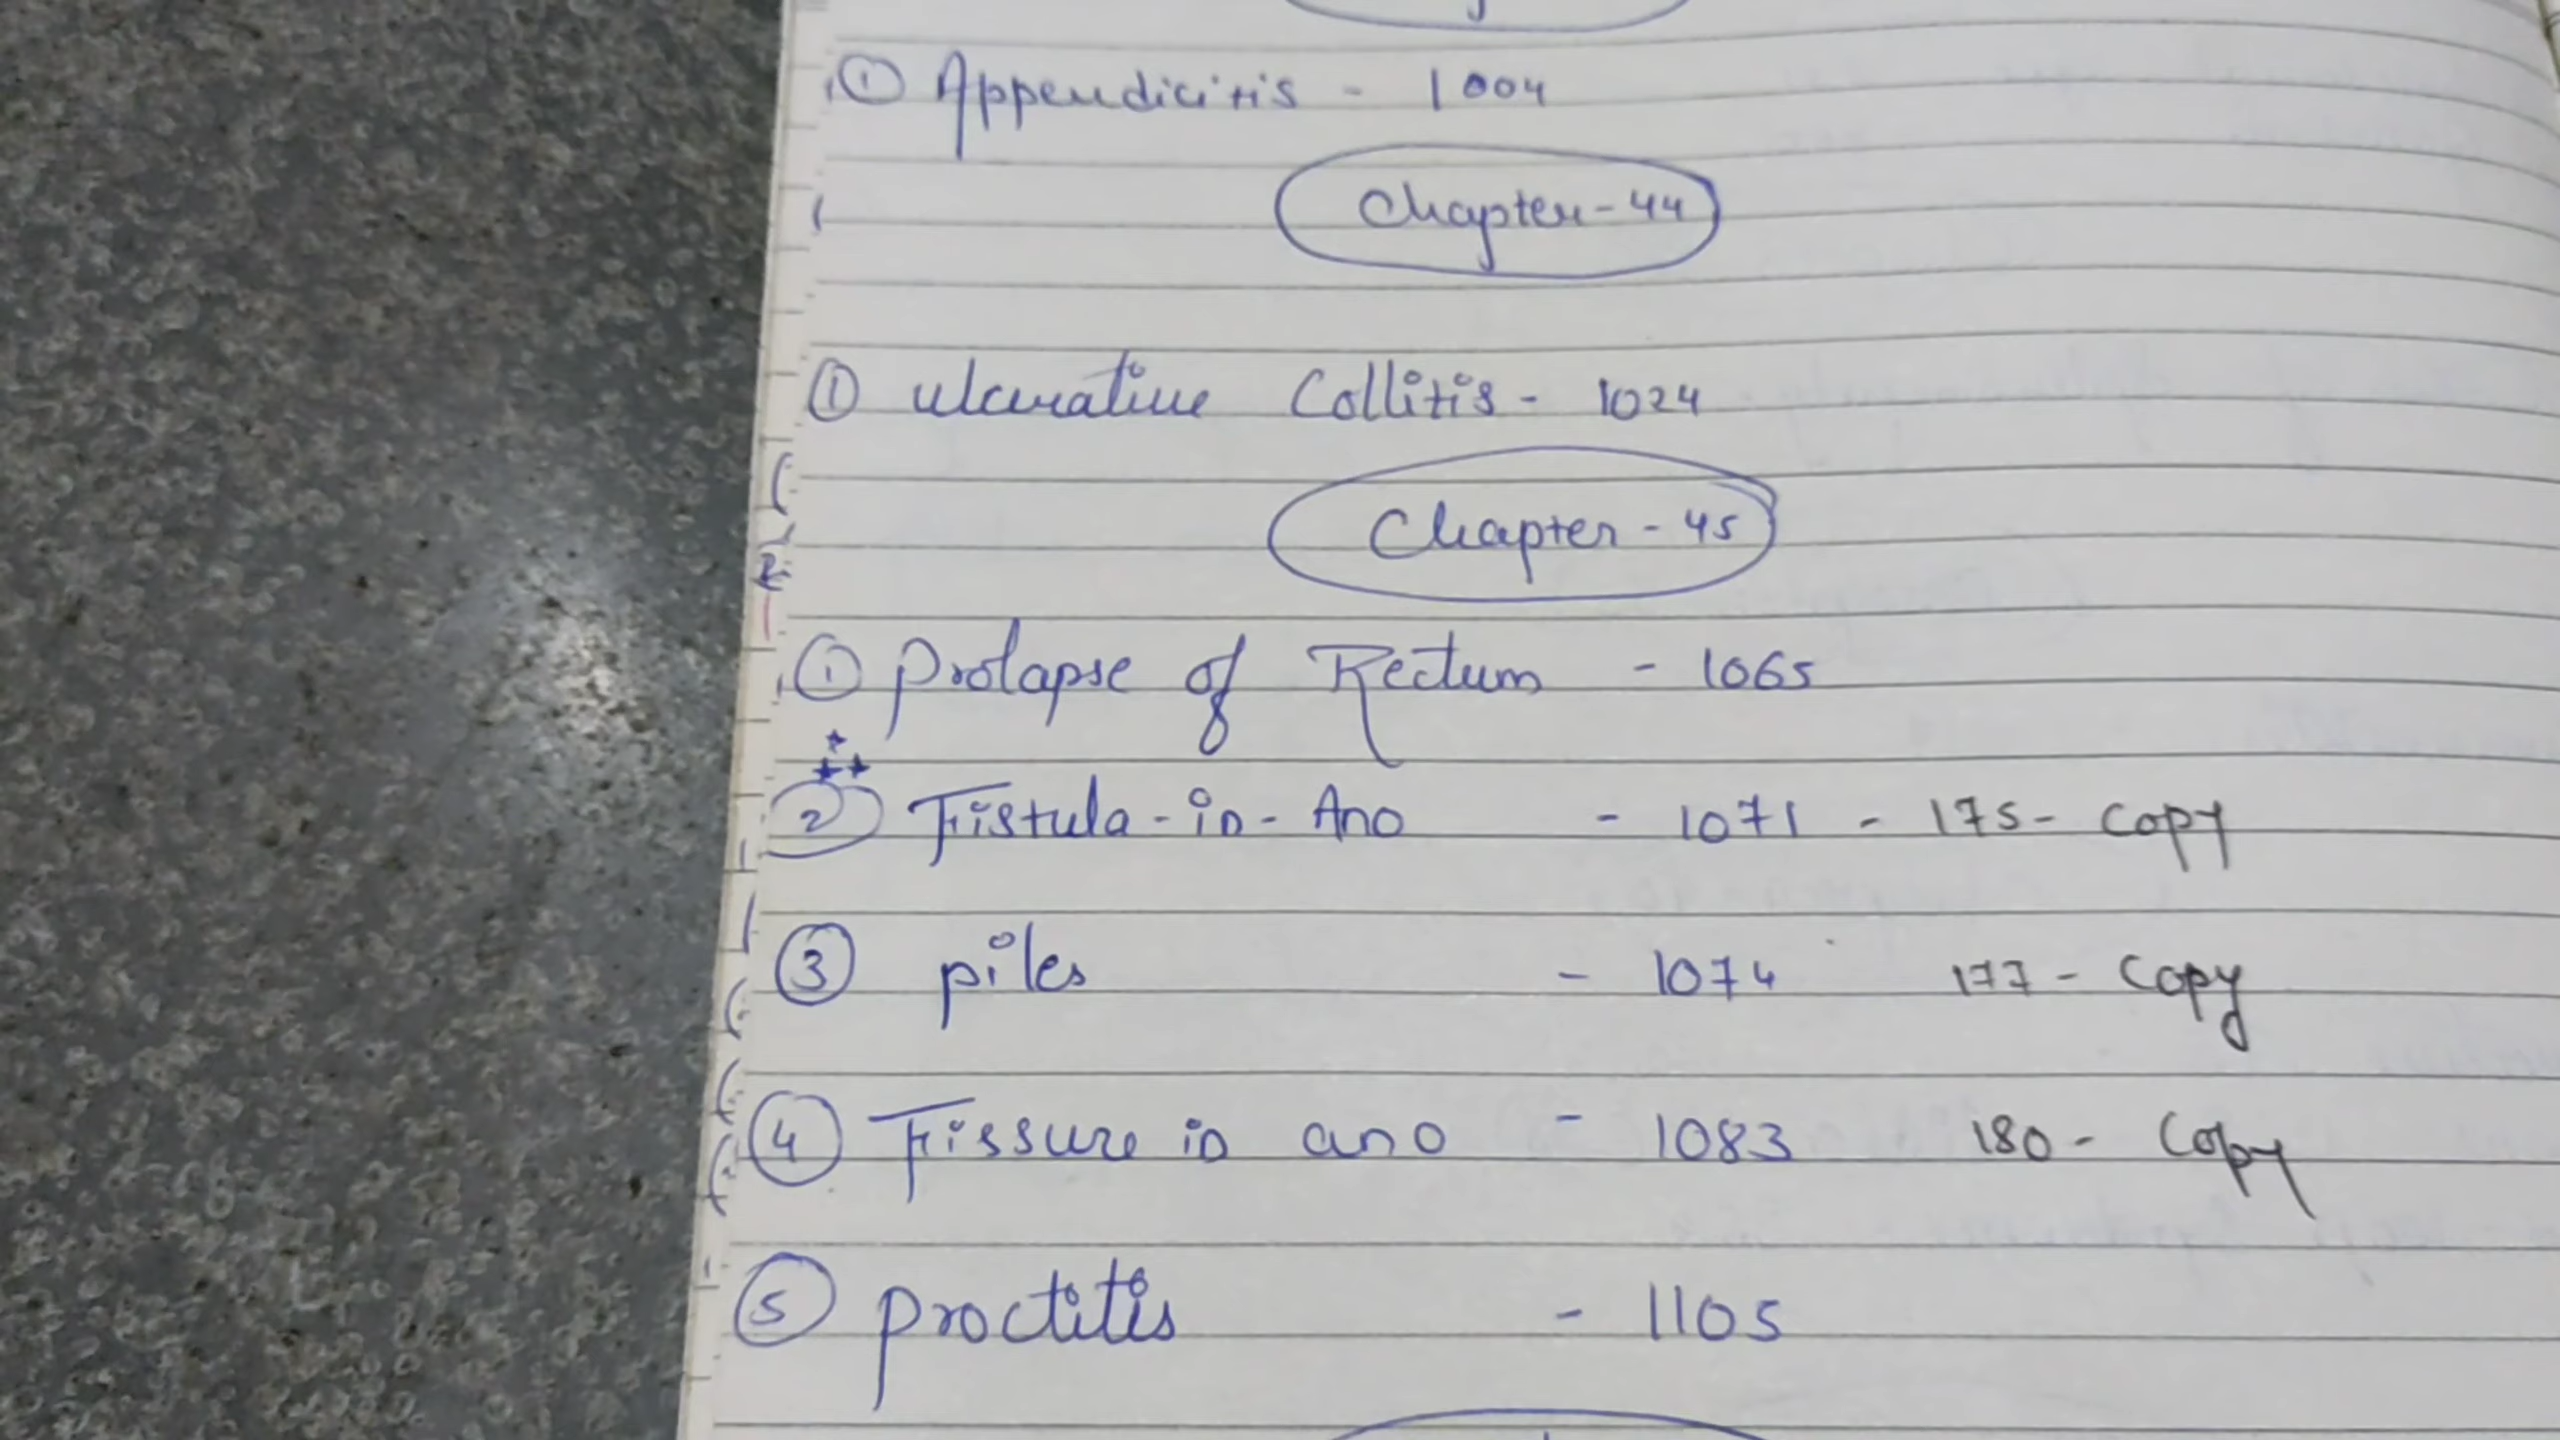 ① Appendicitis - 1004
Chapter-44
① ulcerative Collitis - 1024
Chapter - 45
① Prolapse of Rectum - 1065
② Fistula-in-Ano - 1071 - 175- Copy
③ piles - 1074 177- Copy
④ Fissure in ano - 1083 180- Copy
⑤ proctitis - 1105